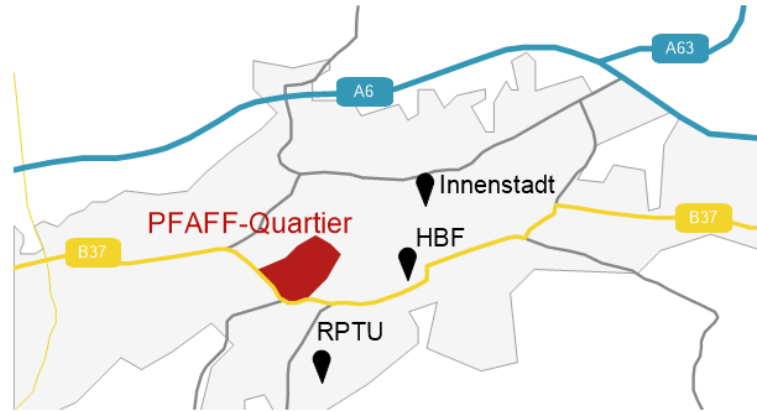 A63
A6
Innenstadt
PFAFF-Quartier
B37
HBF
B37
RPTU